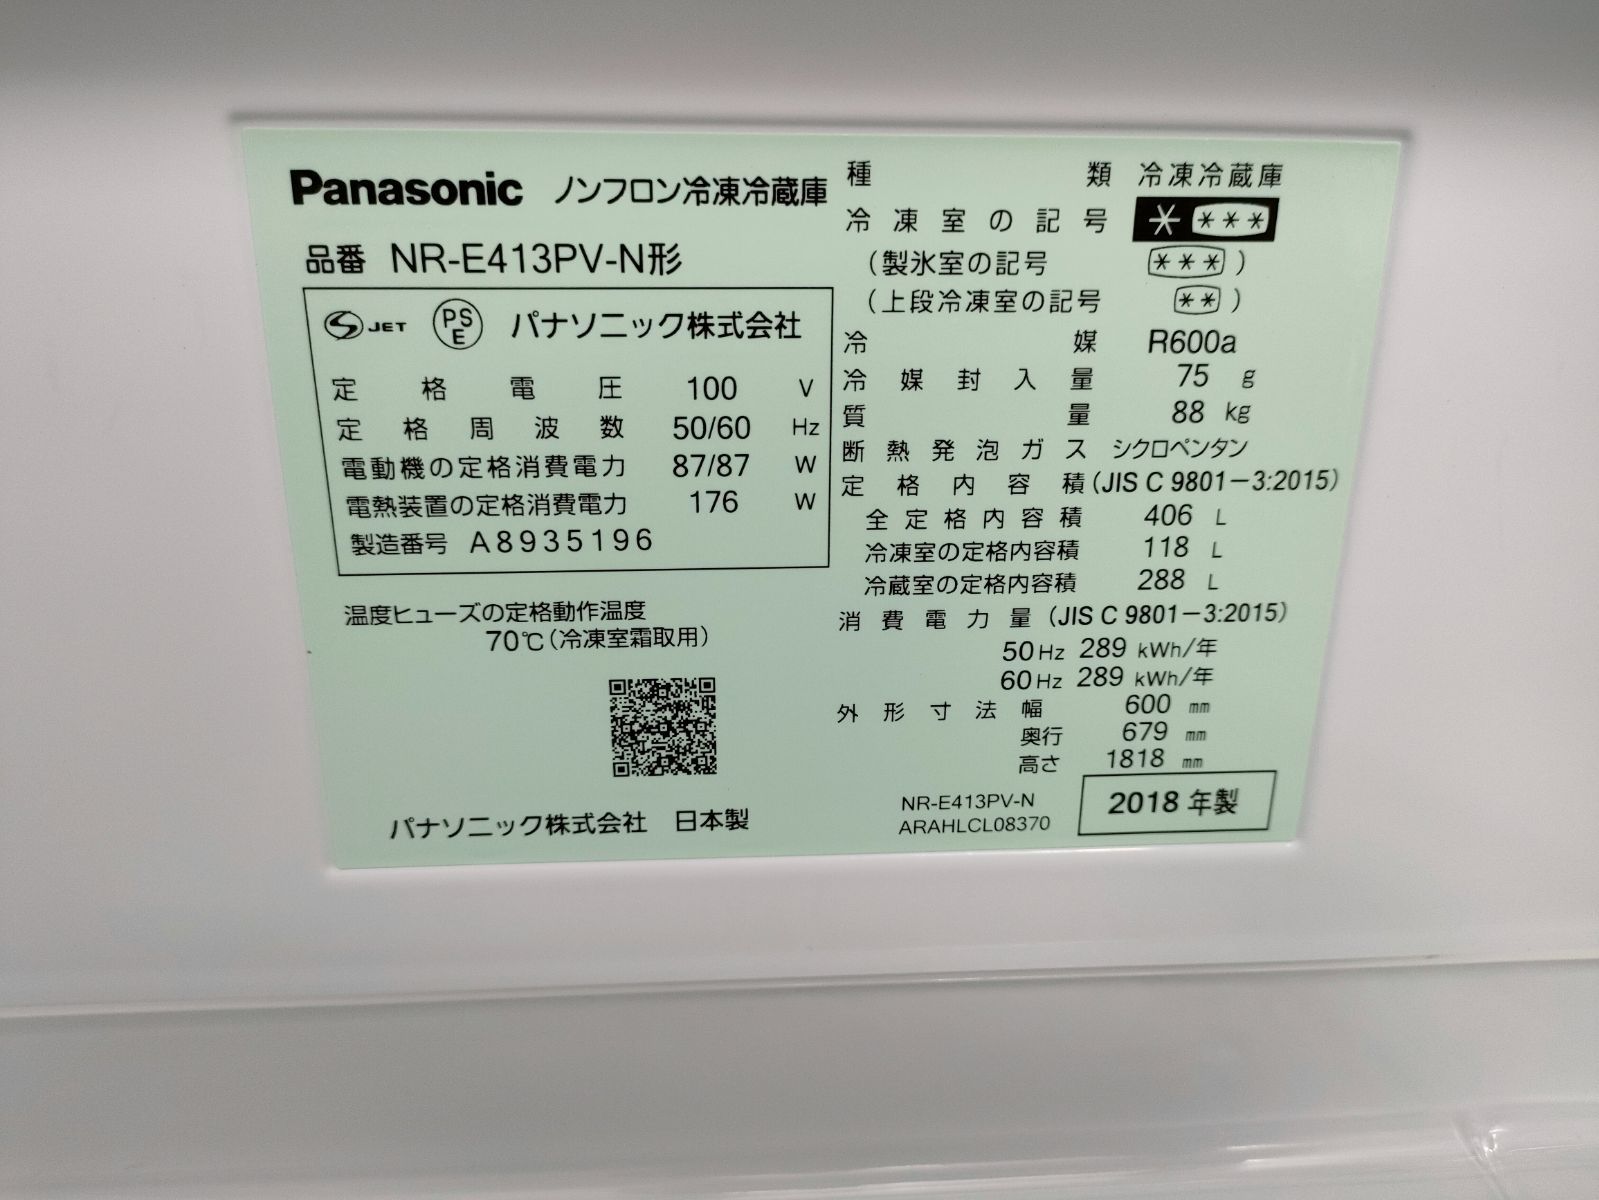 Panasonic ノンフロン冷凍冷蔵庫
品番 NR-E413PV-N形
JET PSE パナソニック株式会社
定格電圧 100 V
定格周波数 50/60 Hz
電動機の定格消費電力 87/87 W
電熱装置の定格消費電力 176 W
製造番号 A8935196
温度ヒューズの定格動作温度
70℃(冷凍室霜取用)
パナソニック株式会社 日本製
種類 冷凍冷蔵庫
冷凍室の記号 * ***
(製氷室の記号 ***)
(上段冷凍室の記号 **)
冷媒 R600a
冷媒封入量 75 g
質量 88 kg
断熱発泡ガス シクロペンタン
定格内容積(JIS C 9801-3:2015)
全定格内容積 406 L
冷凍室の定格内容積 118 L
冷蔵室の定格内容積 288 L
消費電力量(JIS C 9801-3:2015)
50Hz 289 kWh/年
60Hz 289 kWh/年
外形寸法幅 600 mm
奥行 679 mm
高さ 1818 mm
NR-E413PV-N
ARAHLCL08370
2018年製